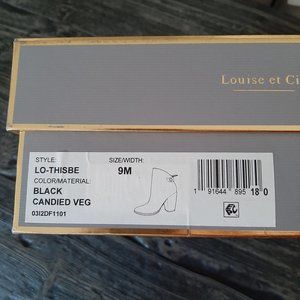 Louise et Ci
STYLE: SIZE/WIDTH:
LO-THISBE 9M
COLOR/MATERIAL:
BLACK
CANDIED VEG
03I2DF1101
1 91644 895 18 0